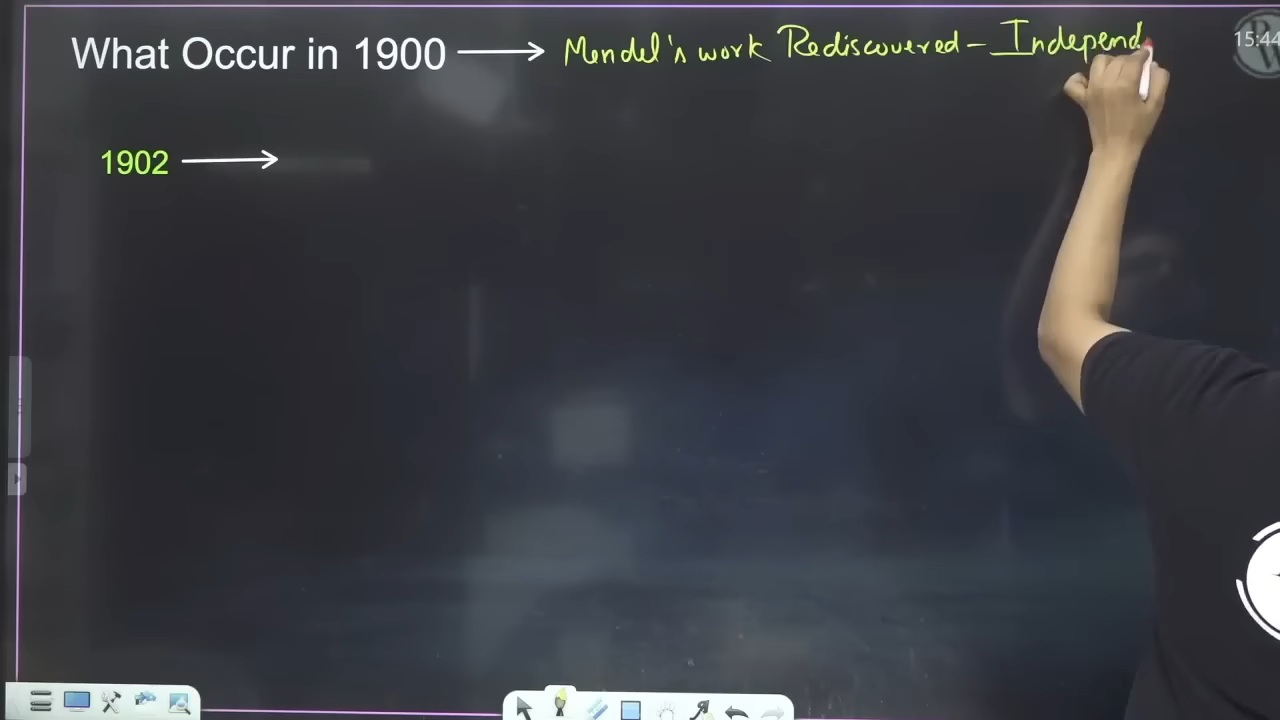 What Occur in 1900 → Mendel's work Rediscovered - Independ
15:44
1902 →